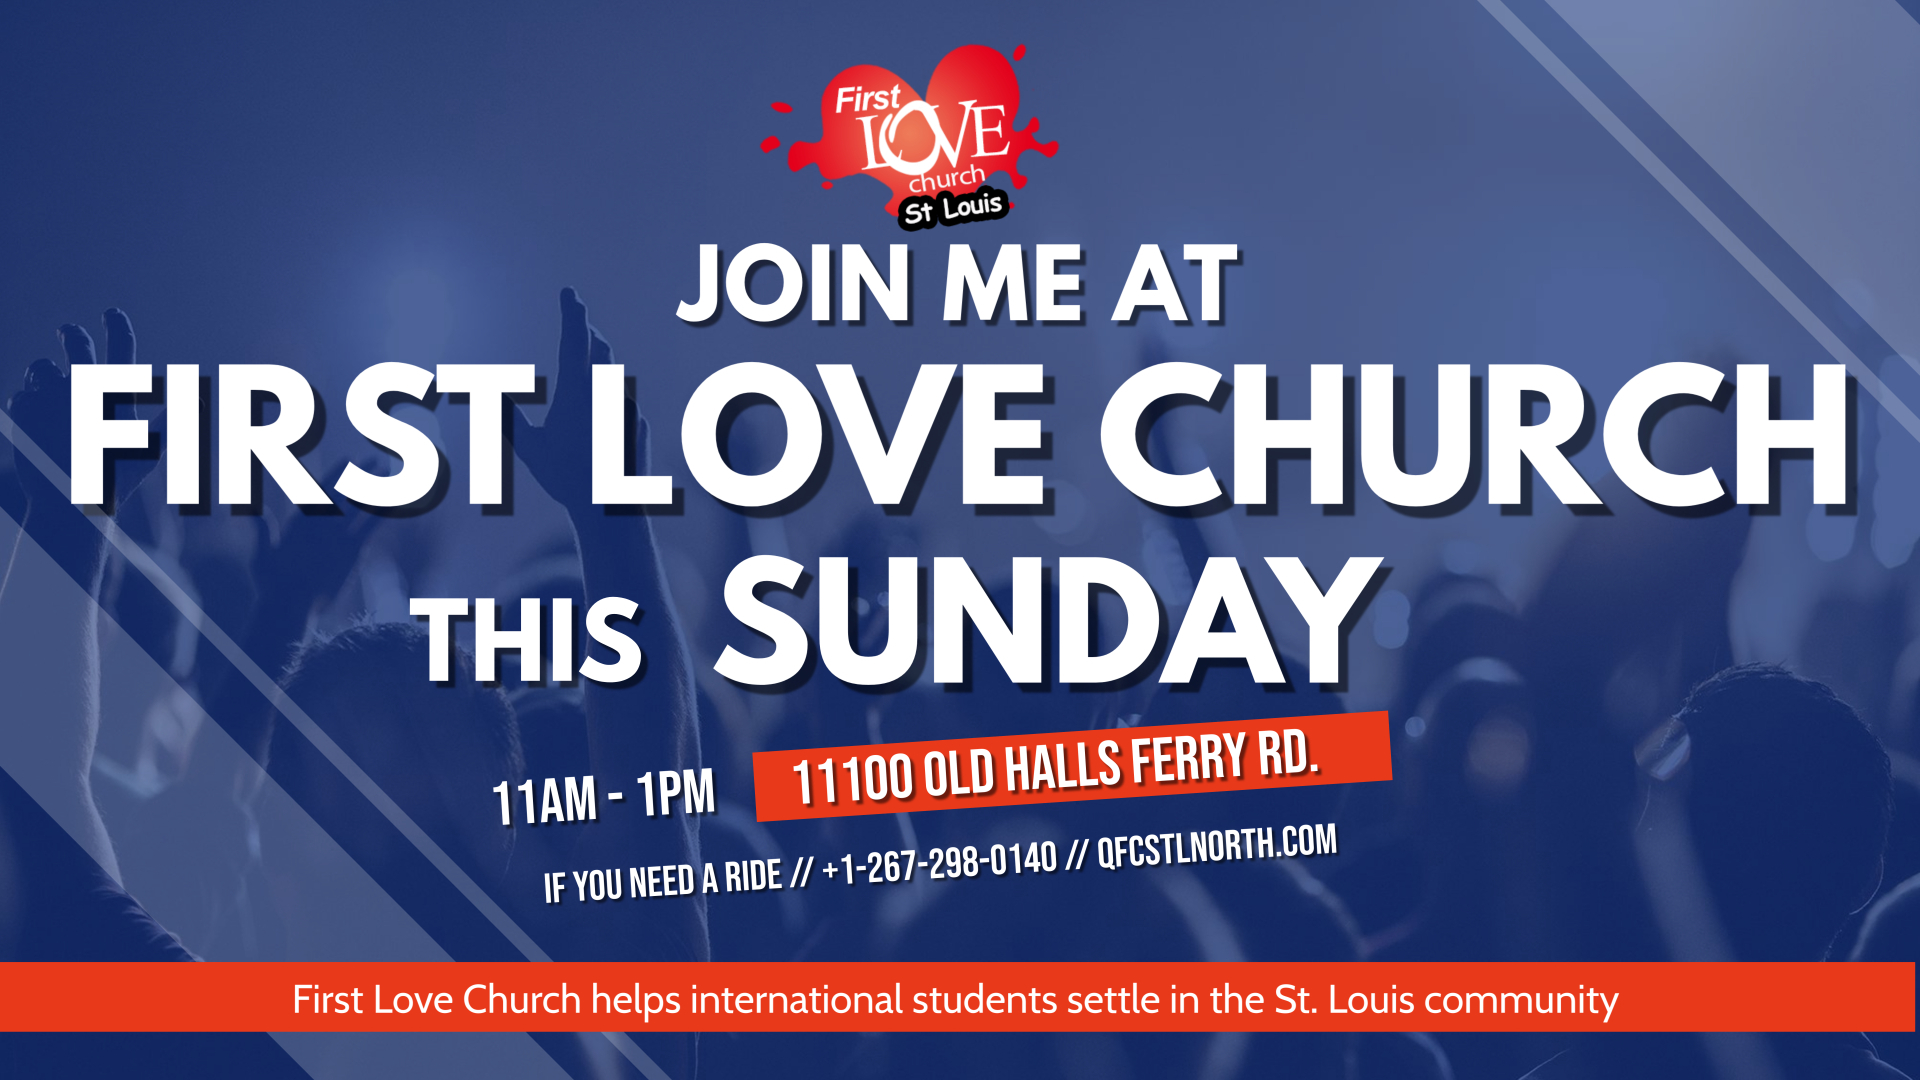 First
LOVE
church
St Louis
JOIN ME AT
FIRST LOVE CHURCH
THIS SUNDAY
11AM - 1PM 11100 OLD HALLS FERRY RD.
IF YOU NEED A RIDE // +1-267-298-0140 // QFCSTLNORTH.COM
First Love Church helps international students settle in the St. Louis community